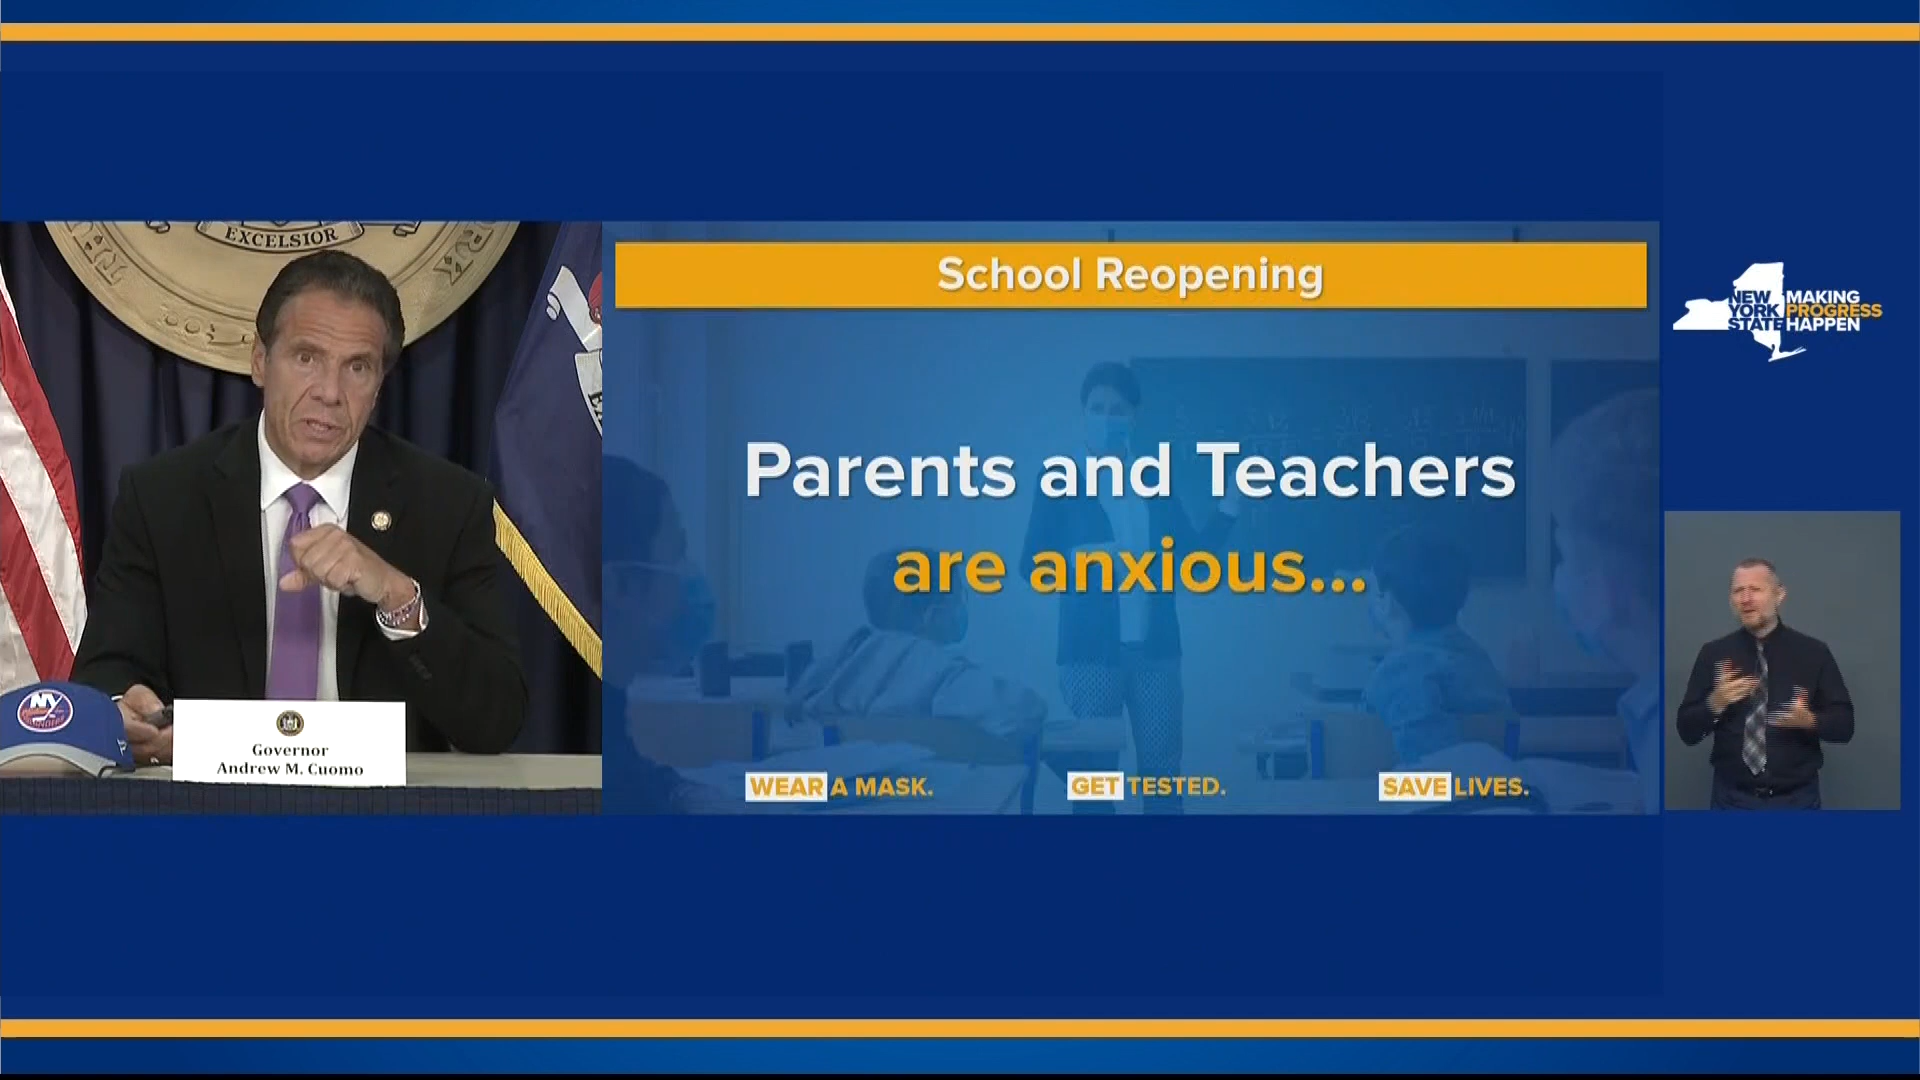 EXCELSIOR
School Reopening
Parents and Teachers
are anxious...
WEAR A MASK.
GET TESTED.
SAVE LIVES.
Governor
Andrew M. Cuomo
NY
NEW
YORK
STATE
MAKING
PROGRESS
HAPPEN